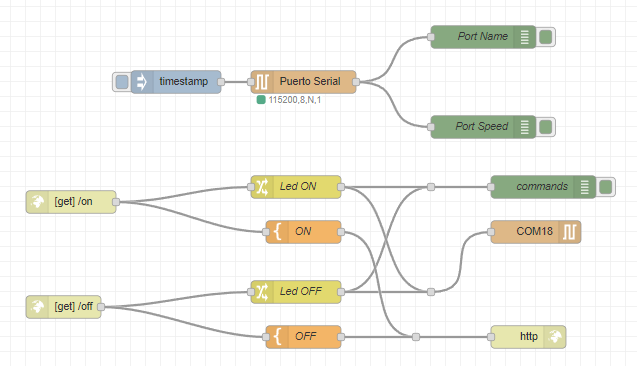 Port Name
timestamp
Puerto Serial
115200,8,N,1
Port Speed
Led ON
commands
[get] /on
ON
COM18
Led OFF
[get] /off
OFF
http